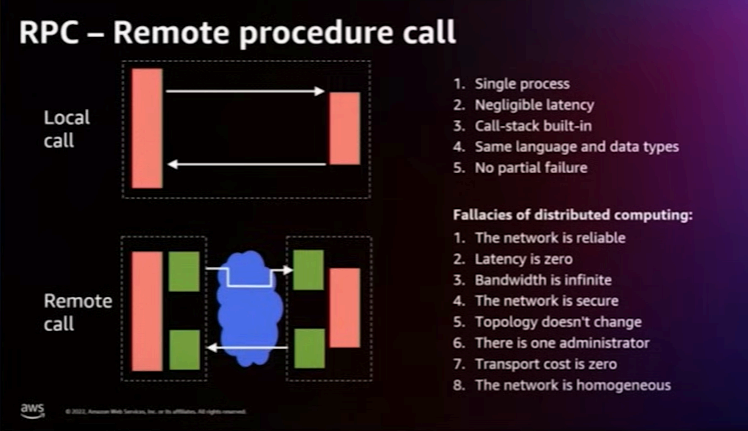 RPC – Remote procedure call
Local
call
1. Single process
2. Negligible latency
3. Call-stack built-in
4. Same language and data types
5. No partial failure
Remote
call
Fallacies of distributed computing:
1. The network is reliable
2. Latency is zero
3. Bandwidth is infinite
4. The network is secure
5. Topology doesn't change
6. There is one administrator
7. Transport cost is zero
8. The network is homogeneous
aws
© 2022, Amazon Web Services, Inc. or its affiliates. All rights reserved.